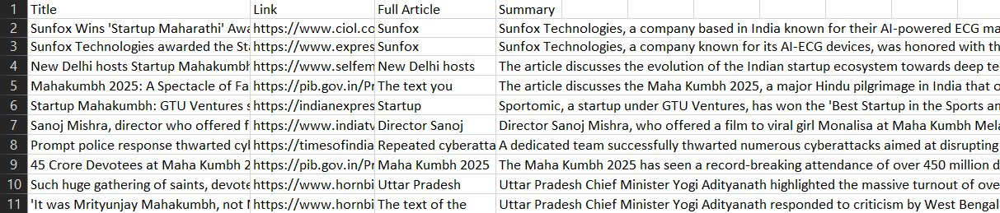 1 Title Link Full Article Summary
2 Sunfox Wins 'Startup Maharathi' Awa https://www.ciol.co Sunfox Sunfox Technologies, a company based in India known for their AI-powered ECG ma
3 Sunfox Technologies awarded the Sta https://www.expres Sunfox Sunfox Technologies, a company known for its AI-ECG devices, was honored with th
4 New Delhi hosts Startup Mahakumbh https://www.selfem New Delhi hosts The article discusses the evolution of the Indian startup ecosystem towards deep te
5 Mahakumbh 2025: A Spectacle of Fa https://pib.gov.in/Pr The text you The article discusses the Maha Kumbh 2025, a major Hindu pilgrimage in India that o
6 Startup Mahakumbh: GTU Ventures s https://indianexpres Startup Sportomic, a startup under GTU Ventures, has won the 'Best Startup in the Sports an
7 Sanoj Mishra, director who offered f https://www.indiatv Director Sanoj Director Sanoj Mishra, who offered a film to viral girl Monalisa at Maha Kumbh Mela
8 Prompt police response thwarted cyb https://timesofindia Repeated cyberatta A dedicated team successfully thwarted numerous cyberattacks aimed at disrupting
9 45 Crore Devotees at Maha Kumbh 2 https://pib.gov.in/Pr Maha Kumbh 2025 The Maha Kumbh 2025 has seen a record-breaking attendance of over 450 million d
10 Such huge gathering of saints, devote https://www.hornbi Uttar Pradesh Uttar Pradesh Chief Minister Yogi Adityanath highlighted the massive turnout of ove
11 'It was Mrityunjay Mahakumbh, not M https://www.hornbi The text of the Uttar Pradesh Chief Minister Yogi Adityanath responded to criticism by West Bengal